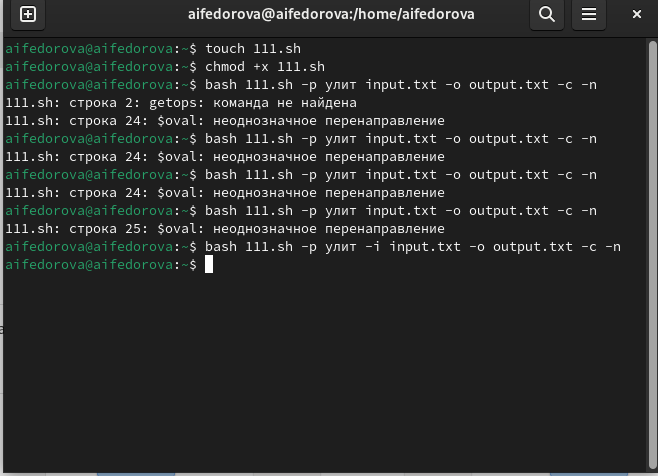 aifedorova@aifedorova:/home/aifedorova
aifedorova@aifedorova:~$ touch 111.sh
aifedorova@aifedorova:~$ chmod +x 111.sh
aifedorova@aifedorova:~$ bash 111.sh -p улит input.txt -o output.txt -c -n
111.sh: строка 2: getops: команда не найдена
111.sh: строка 24: $oval: неоднозначное перенаправление
aifedorova@aifedorova:~$ bash 111.sh -p улит input.txt -o output.txt -c -n
111.sh: строка 24: $oval: неоднозначное перенаправление
aifedorova@aifedorova:~$ bash 111.sh -p улит input.txt -o output.txt -c -n
111.sh: строка 24: $oval: неоднозначное перенаправление
aifedorova@aifedorova:~$ bash 111.sh -p улит input.txt -o output.txt -c -n
111.sh: строка 25: $oval: неоднозначное перенаправление
aifedorova@aifedorova:~$ bash 111.sh -p улит -i input.txt -o output.txt -c -n
aifedorova@aifedorova:~$